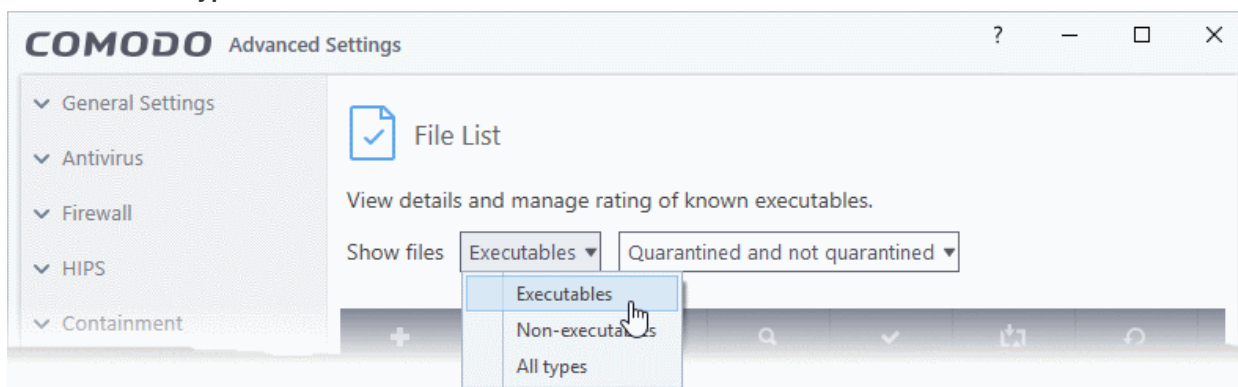 COMODO Advanced Settings ?
General Settings
Antivirus
Firewall
HIPS
Containment
File List
View details and manage rating of known executables.
Show files Executables Quarantined and not quarantined
Executables
Non-executables
All types